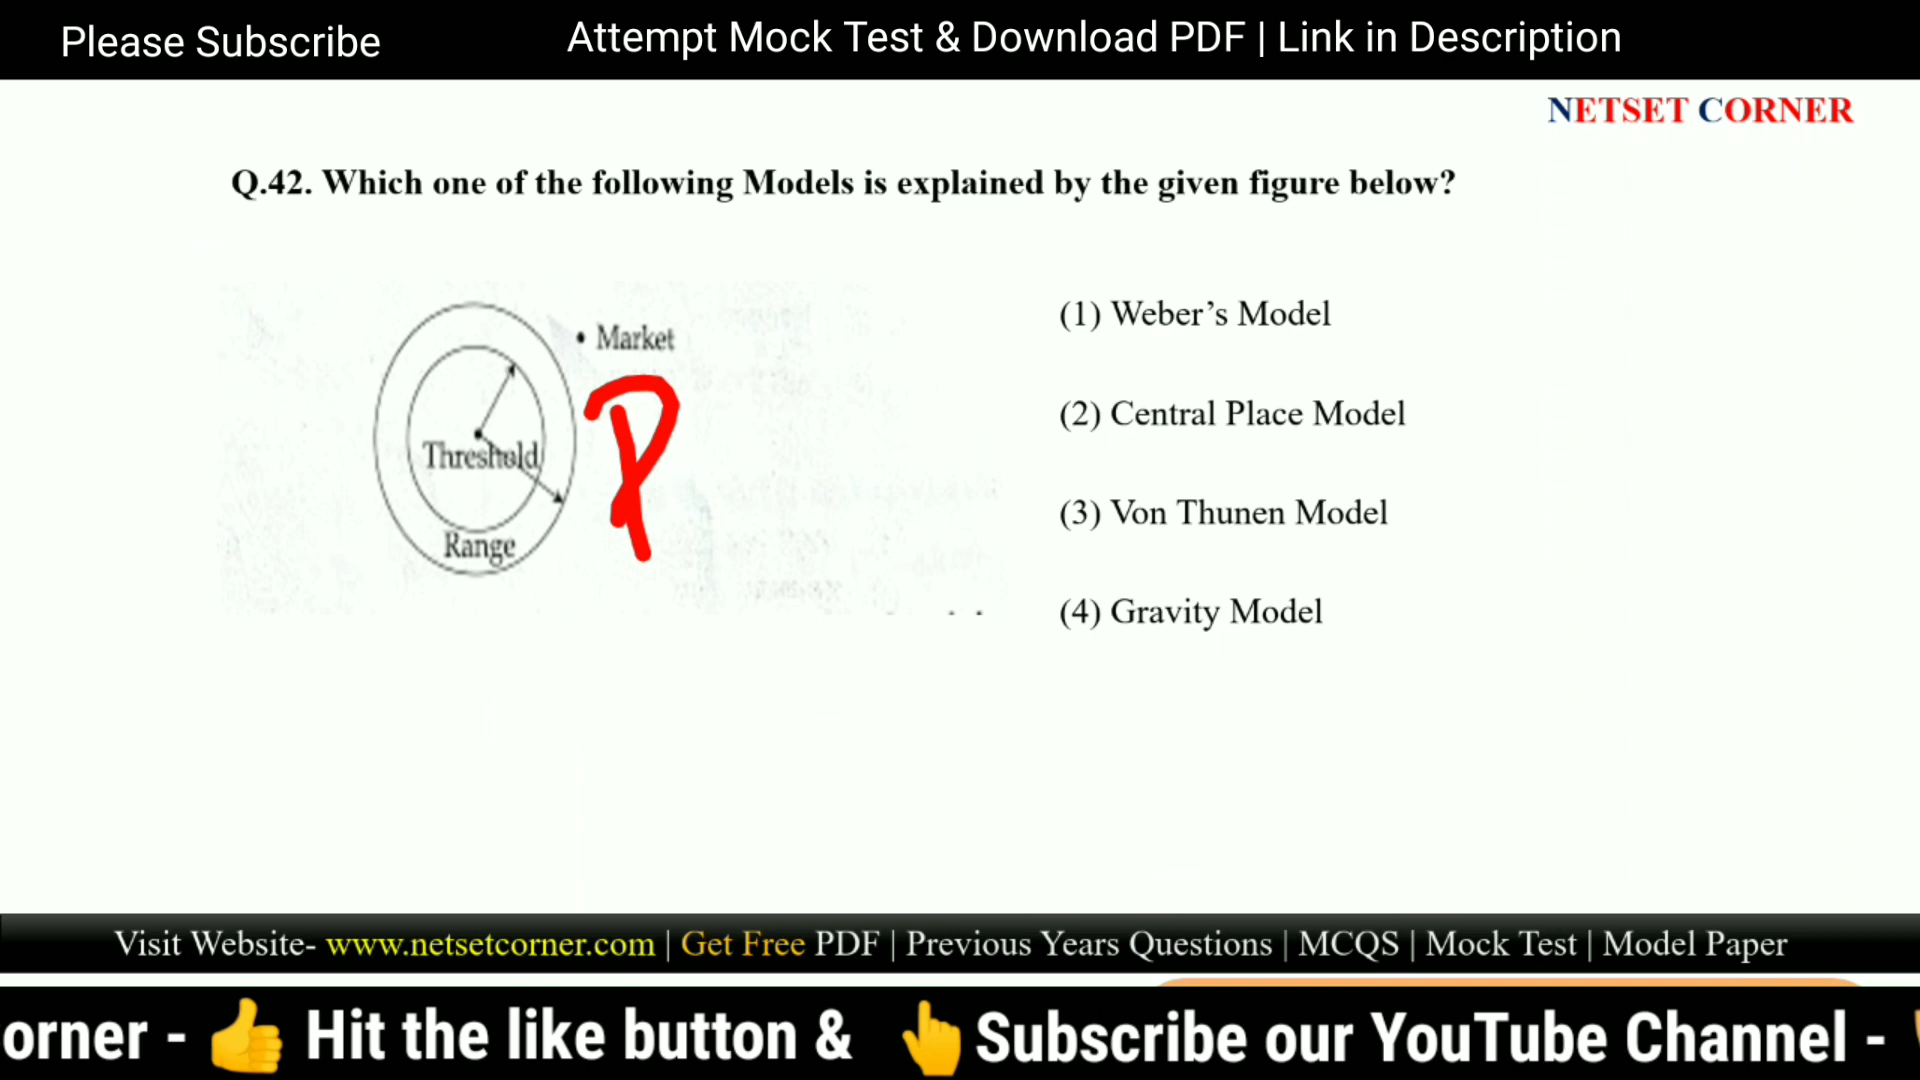 Please Subscribe
Attempt Mock Test & Download PDF | Link in Description
NETSET CORNER
Q.42. Which one of the following Models is explained by the given figure below?
• Market
Threshold
Range
(1) Weber’s Model
(2) Central Place Model
(3) Von Thunen Model
(4) Gravity Model
Visit Website- www.netsetcorner.com | Get Free PDF | Previous Years Questions | MCQS | Mock Test | Model Paper
orner - 👍 Hit the like button & 👆 Subscribe our YouTube Channel -